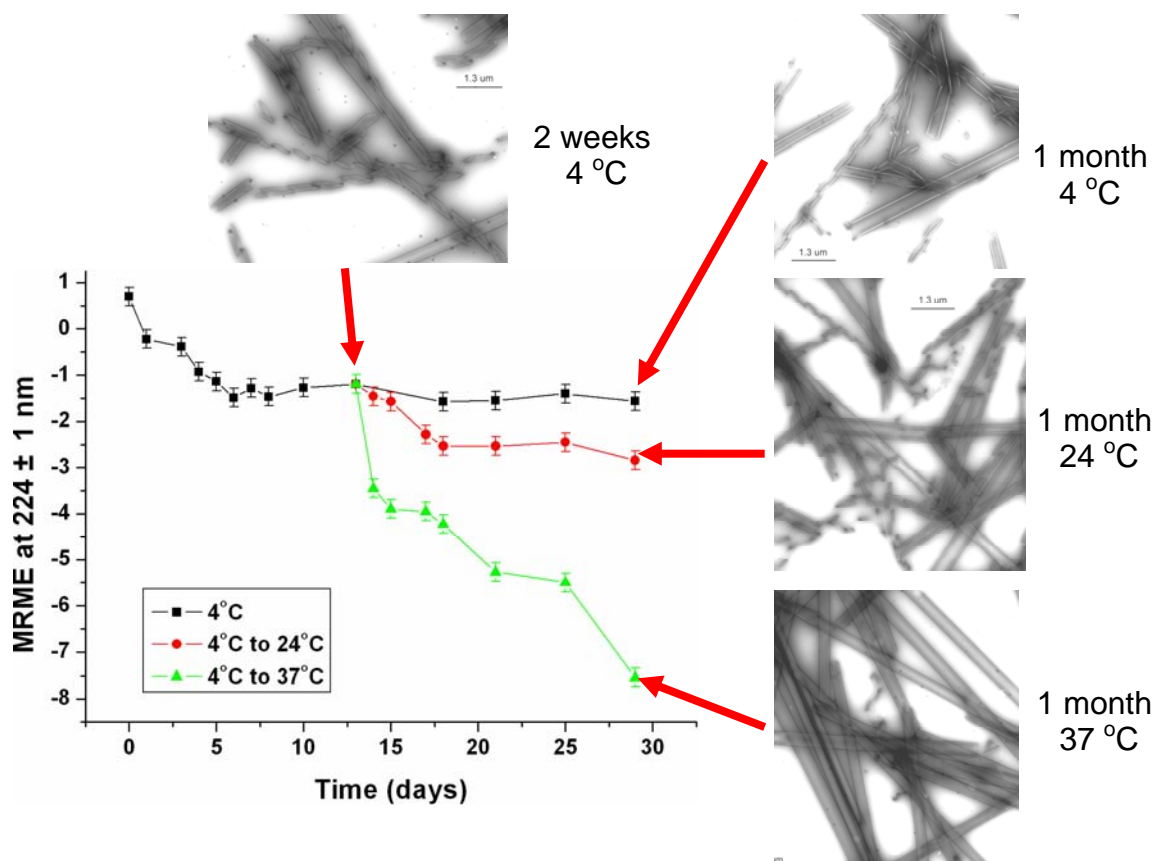 1.3 um
2 weeks
4 °C
1.3 um
1 month
4 °C
1.3 um
1 month
24 °C
1 month
37 °C
MRME at 224 ± 1 nm
1
0
-1
-2
-3
-4
-5
-6
-7
-8
4°C
4°C to 24°C
4°C to 37°C
0 5 10 15 20 25 30
Time (days)